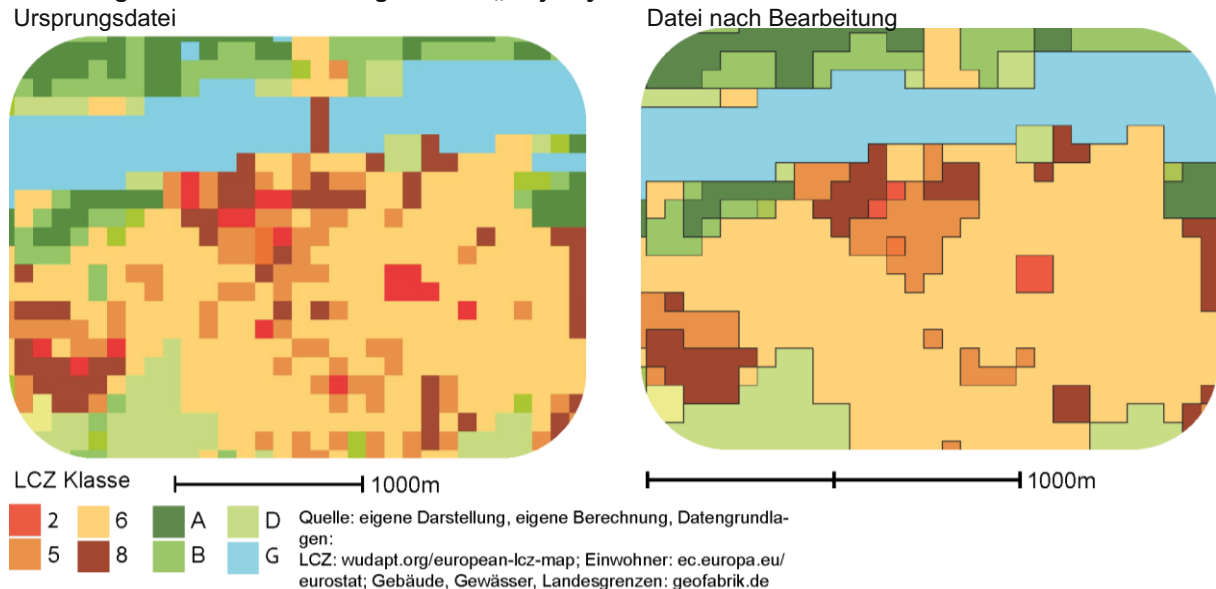 Ursprungsdatei
Datei nach Bearbeitung
LCZ Klasse
1000m
1000m
2 6 A D
5 8 B G
Quelle: eigene Darstellung, eigene Berechnung, Datengrundla-
gen:
LCZ: wudapt.org/european-lcz-map; Einwohner: ec.europa.eu/
eurostat; Gebäude, Gewässer, Landesgrenzen: geofabrik.de